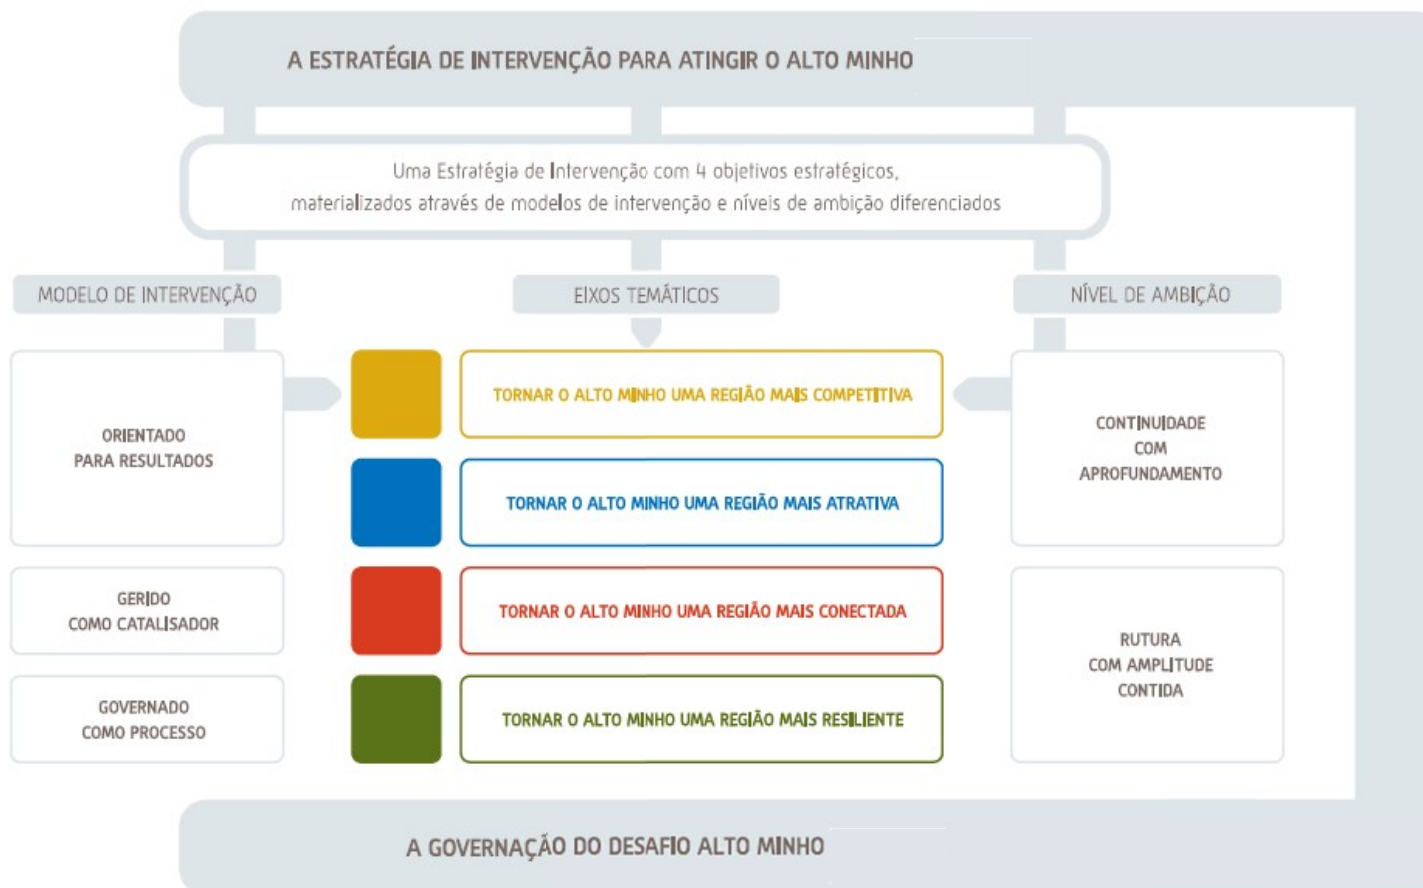 A ESTRATÉGIA DE INTERVENÇÃO PARA ATINGIR O ALTO MINHO
Uma Estratégia de Intervenção com 4 objetivos estratégicos,
materializados através de modelos de intervenção e níveis de ambição diferenciados
MODELO DE INTERVENÇÃO
EIXOS TEMÁTICOS
NÍVEL DE AMBIÇÃO
ORIENTADO
PARA RESULTADOS
GERIDO
COMO CATALISADOR
GOVERNADO
COMO PROCESSO
TORNAR O ALTO MINHO UMA REGIÃO MAIS COMPETITIVA
TORNAR O ALTO MINHO UMA REGIÃO MAIS ATRATIVA
TORNAR O ALTO MINHO UMA REGIÃO MAIS CONECTADA
TORNAR O ALTO MINHO UMA REGIÃO MAIS RESILIENTE
CONTINUIDADE
COM
APROFUNDAMENTO
RUTURA
COM AMPLITUDE
CONTIDA
A GOVERNAÇÃO DO DESAFIO ALTO MINHO